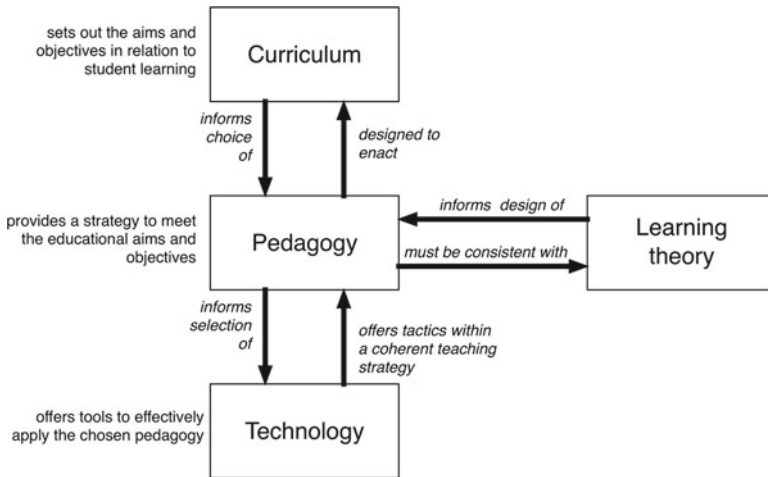 sets out the aims and
objectives in relation to
student learning
Curriculum
informs
choice
of
designed to
enact
provides a strategy to meet
the educational aims and
objectives
Pedagogy
informs design of
must be consistent with
Learning
theory
informs
selection
of
offers tactics within
a coherent teaching
strategy
offers tools to effectively
apply the chosen pedagogy
Technology